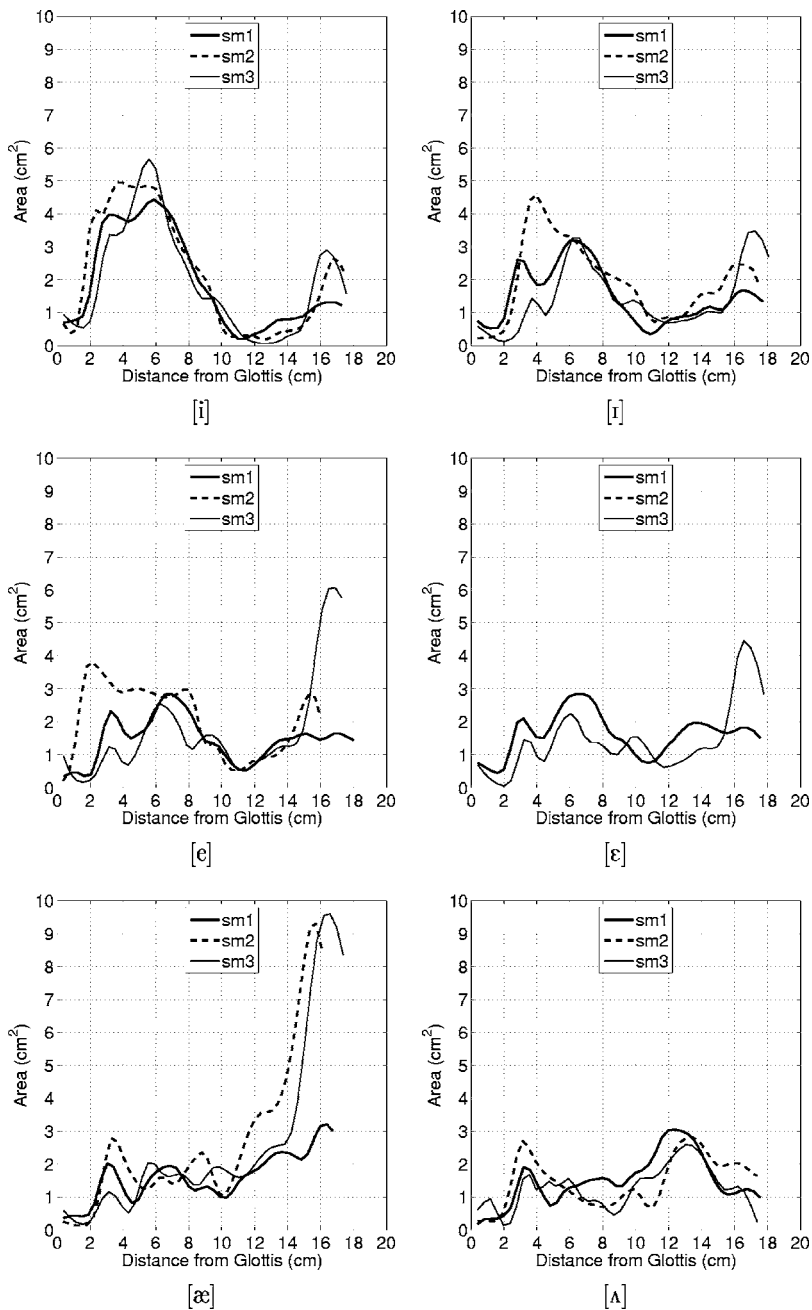 10
9
8
7
6
5
4
3
2
1
0
Area (cm²)
sm1
sm2
sm3
0 2 4 6 8 10 12 14 16 18 20
Distance from Glottis (cm)
[i]
10
9
8
7
6
5
4
3
2
1
0
Area (cm²)
sm1
sm2
sm3
0 2 4 6 8 10 12 14 16 18 20
Distance from Glottis (cm)
[ɪ]
10
9
8
7
6
5
4
3
2
1
0
Area (cm²)
sm1
sm2
sm3
0 2 4 6 8 10 12 14 16 18 20
Distance from Glottis (cm)
[e]
10
9
8
7
6
5
4
3
2
1
0
Area (cm²)
sm1
sm2
sm3
0 2 4 6 8 10 12 14 16 18 20
Distance from Glottis (cm)
[ɛ]
10
9
8
7
6
5
4
3
2
1
0
Area (cm²)
sm1
sm2
sm3
0 2 4 6 8 10 12 14 16 18 20
Distance from Glottis (cm)
[æ]
10
9
8
7
6
5
4
3
2
1
0
Area (cm²)
sm1
sm2
sm3
0 2 4 6 8 10 12 14 16 18 20
Distance from Glottis (cm)
[ʌ]